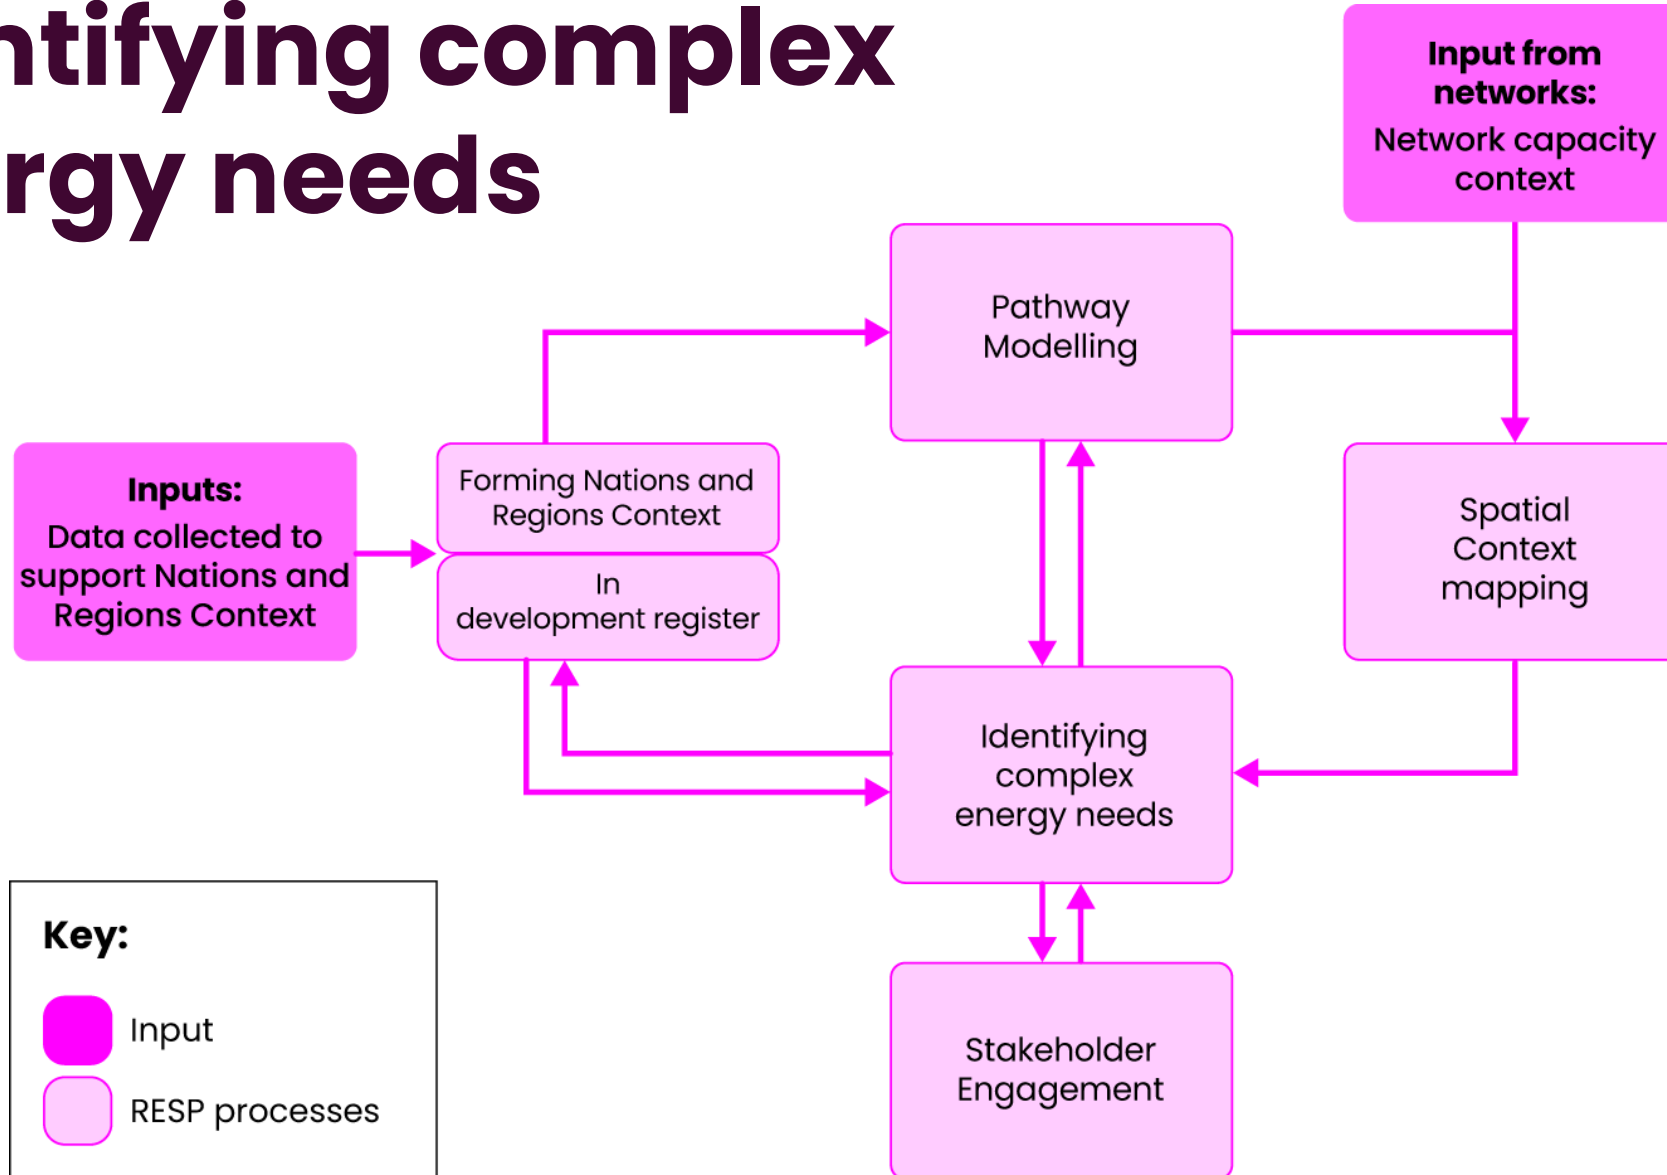 ntifying complex
rgy needs
Input from
networks:
Network capacity
context
Pathway
Modelling
Inputs:
Data collected to
support Nations and
Regions Context
Forming Nations and
Regions Context
In
development register
Spatial
Context
mapping
Identifying
complex
energy needs
Stakeholder
Engagement
Key:
Input
RESP processes